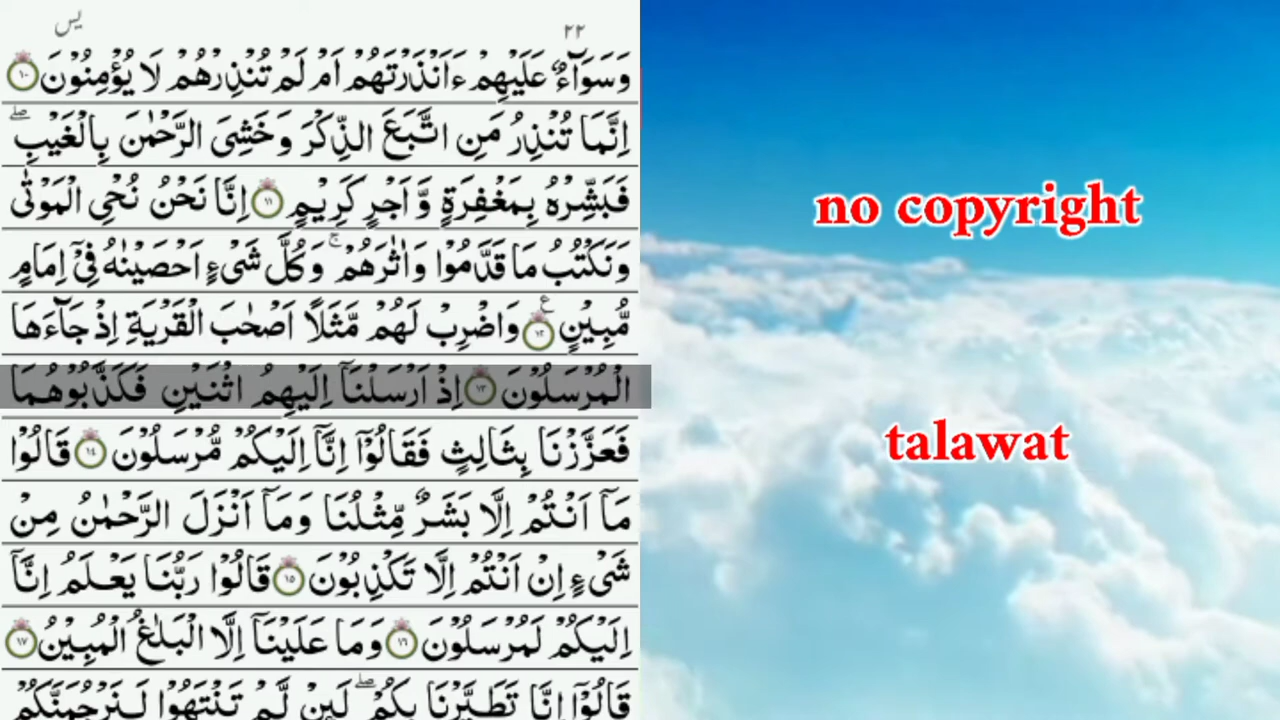 يس ٢٢
وَسَوَآءٌ عَلَيْهِمْ ءَاَنْذَرْتَهُمْ اَمْ لَمْ تُنْذِرْهُمْ لَا يُؤْمِنُوْنَ ١٠
اِنَّمَا تُنْذِرُ مَنِ اتَّبَعَ الذِّكْرَ وَخَشِىَ الرَّحْمٰنَ بِالْغَيْبِ ۖ
فَبَشِّرْهُ بِمَغْفِرَةٍ وَّاَجْرٍ كَرِيْمٍ ١١ اِنَّا نَحْنُ نُحْىِ الْمَوْتٰى
وَنَكْتُبُ مَا قَدَّمُوْا وَاٰثٰرَهُمْ ۚ وَكُلَّ شَىْءٍ اَحْصَيْنٰهُ فِىْٓ اِمَامٍ
مُّبِيْنٍ ١٢ ع وَاضْرِبْ لَهُمْ مَّثَلًا اَصْحٰبَ الْقَرْيَةِ اِذْ جَآءَهَا
الْمُرْسَلُوْنَ ١٣ اِذْ اَرْسَلْنَآ اِلَيْهِمُ اثْنَيْنِ فَكَذَّبُوْهُمَا
فَعَزَّزْنَا بِثَالِثٍ فَقَالُوْٓا اِنَّآ اِلَيْكُمْ مُّرْسَلُوْنَ ١٤ قَالُوْا
مَآ اَنْتُمْ اِلَّا بَشَرٌ مِّثْلُنَا وَمَآ اَنْزَلَ الرَّحْمٰنُ مِنْ
شَىْءٍ اِنْ اَنْتُمْ اِلَّا تَكْذِبُوْنَ ١٥ قَالُوْا رَبُّنَا يَعْلَمُ اِنَّآ
اِلَيْكُمْ لَمُرْسَلُوْنَ ١٦ وَمَا عَلَيْنَآ اِلَّا الْبَلٰغُ الْمُبِيْنُ ١٧
قَالُوْٓا اِنَّا تَطَيَّرْنَا بِكُمْ ۖ لَئِنْ لَّمْ تَنْتَهُوْا لَنَرْجُمَنَّكُمْ
no copyright
talawat